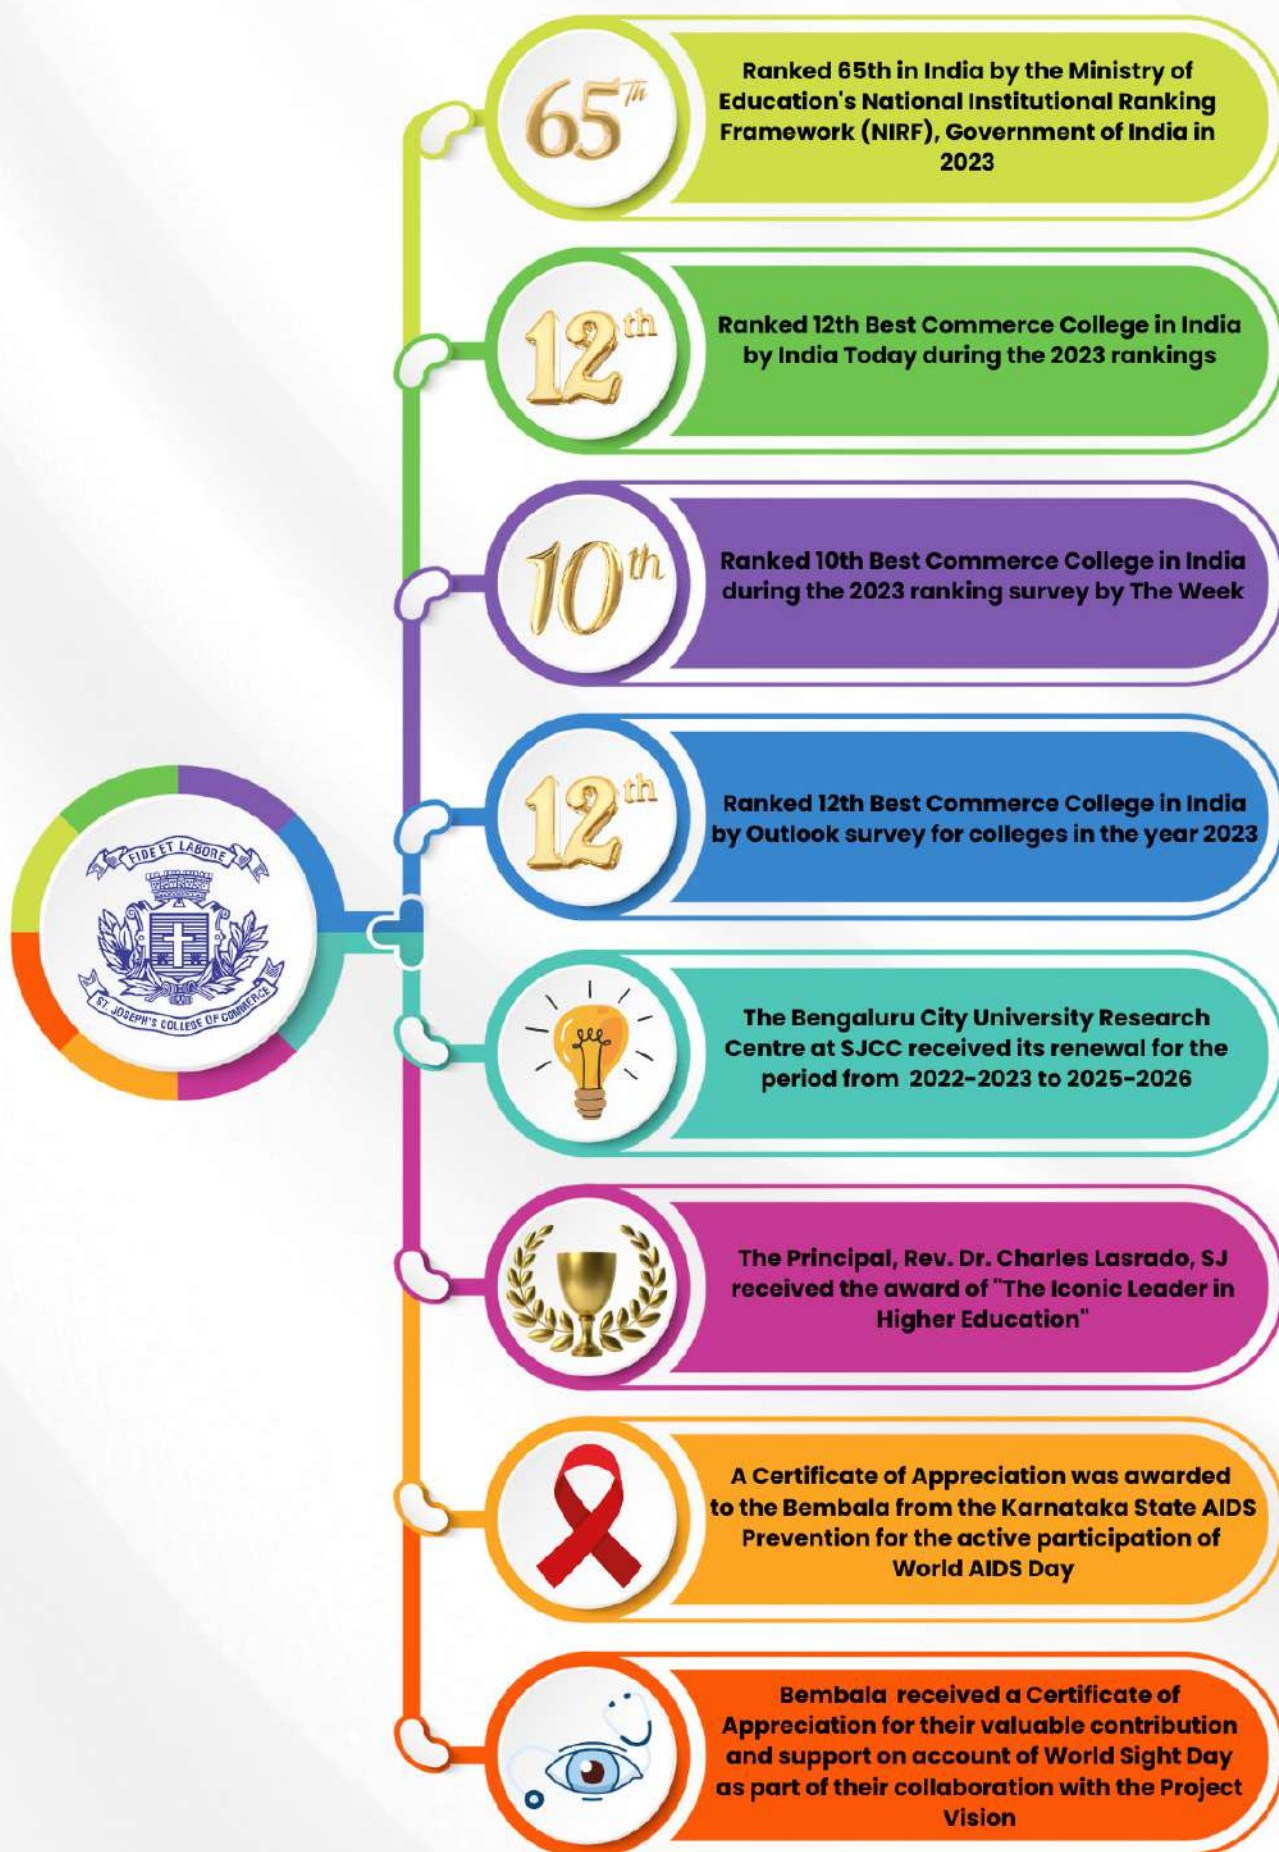 65Th
Ranked 65th in India by the Ministry of
Education's National Institutional Ranking
Framework (NIRF), Government of India in
2023
12th
Ranked 12th Best Commerce College in India
by India Today during the 2023 rankings
10th
Ranked 10th Best Commerce College in India
during the 2023 ranking survey by The Week
12th
Ranked 12th Best Commerce College in India
by Outlook survey for colleges in the year 2023
FIDE ET LABORE
ST. JOSEPH'S COLLEGE OF COMMERCE
The Bengaluru City University Research
Centre at SJCC received its renewal for the
period from 2022-2023 to 2025-2026
The Principal, Rev. Dr. Charles Lasrado, SJ
received the award of "The Iconic Leader in
Higher Education"
A Certificate of Appreciation was awarded
to the Bembala from the Karnataka State AIDS
Prevention for the active participation of
World AIDS Day
Bembala received a Certificate of
Appreciation for their valuable contribution
and support on account of World Sight Day
as part of their collaboration with the Project
Vision